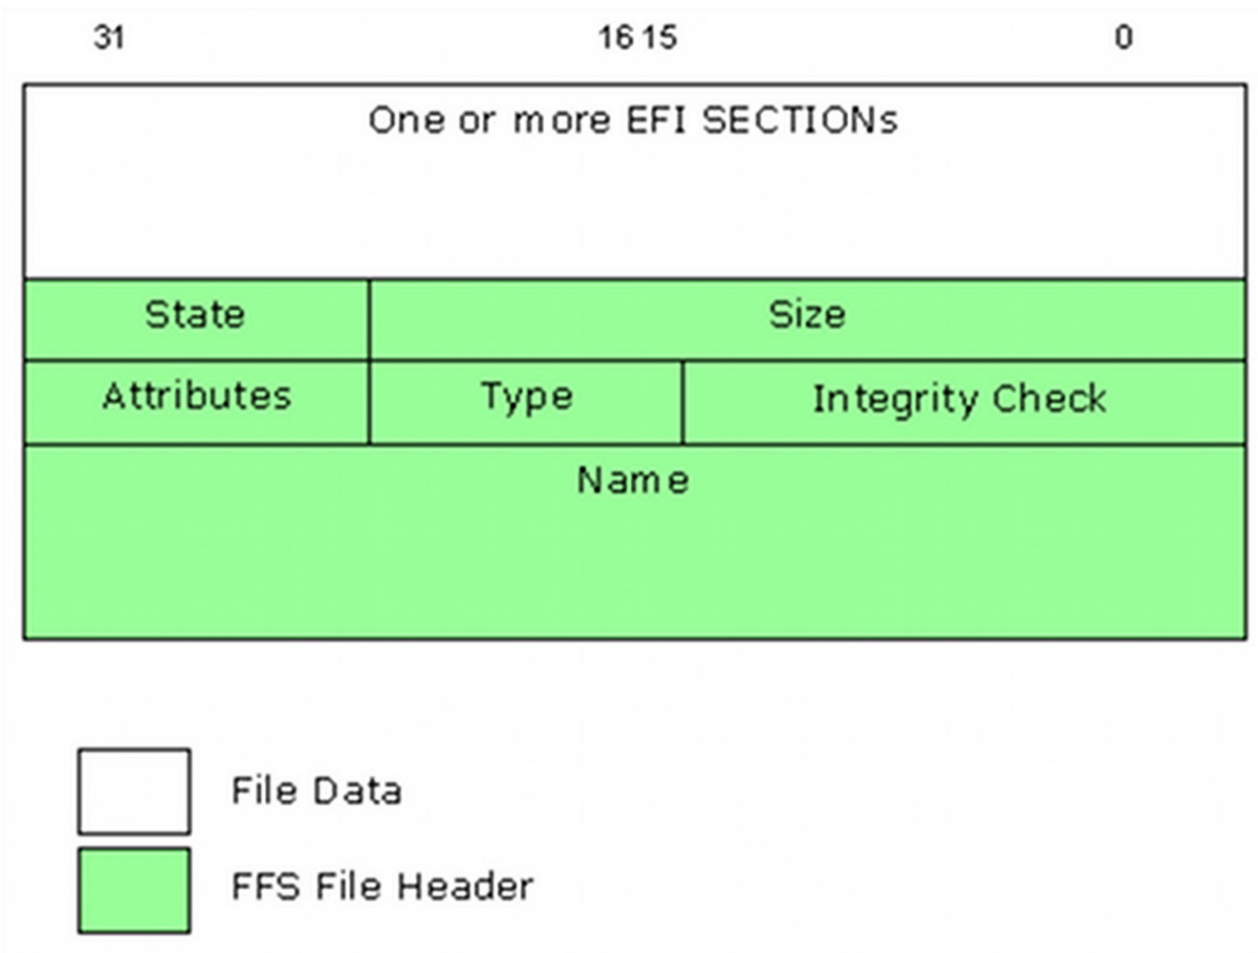 31 16 15 0
One or more EFI SECTIONs
State Size
Attributes Type Integrity Check
Name
File Data
FFS File Header